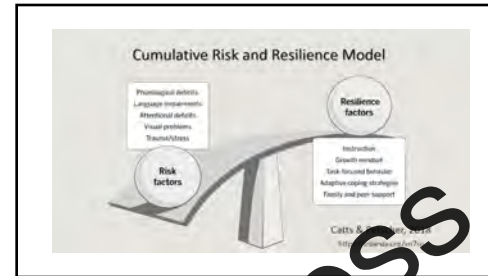 Cumulative Risk and Resilience Model
Phonological deficits
Language impairments
Attentional deficits
Visual problems
Trauma/stress
Risk
factors
Resilience
factors
Instruction
Growth mindset
Task-focused behavior
Adaptive coping strategies
Family and peer support
Catts &